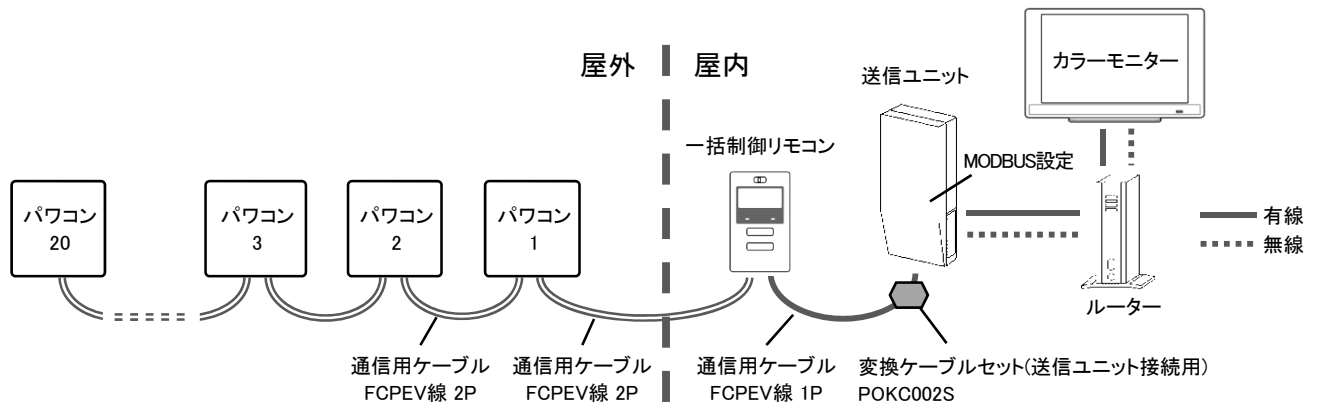 屋外
屋内
送信ユニット
カラーモニター
一括制御リモコン
MODBUS設定
パワコン
20
パワコン
3
パワコン
2
パワコン
1
有線
無線
ルーター
通信用ケーブル
FCPEV線 2P
通信用ケーブル
FCPEV線 2P
通信用ケーブル
FCPEV線 1P
変換ケーブルセット(送信ユニット接続用)
POKC002S